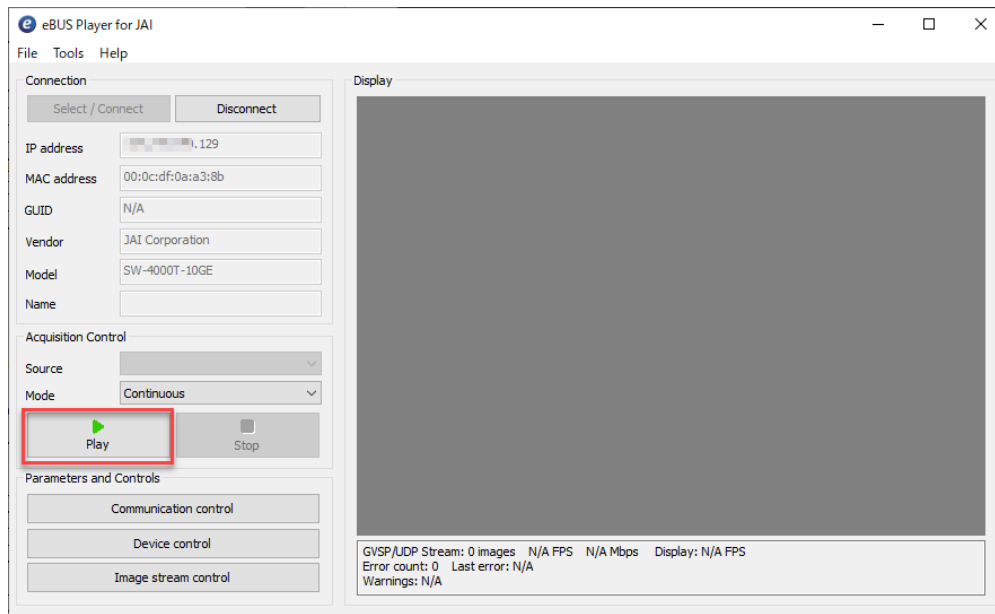 eBUS Player for JAI
File Tools Help
Connection
Select / Connect Disconnect
IP address .129
MAC address 00:0c:df:0a:a3:8b
GUID N/A
Vendor JAI Corporation
Model SW-4000T-10GE
Name
Acquisition Control
Source
Mode Continuous
Play Stop
Parameters and Controls
Communication control
Device control
Image stream control
Display
GVSP/UDP Stream: 0 images N/A FPS N/A Mbps Display: N/A FPS
Error count: 0 Last error: N/A
Warnings: N/A